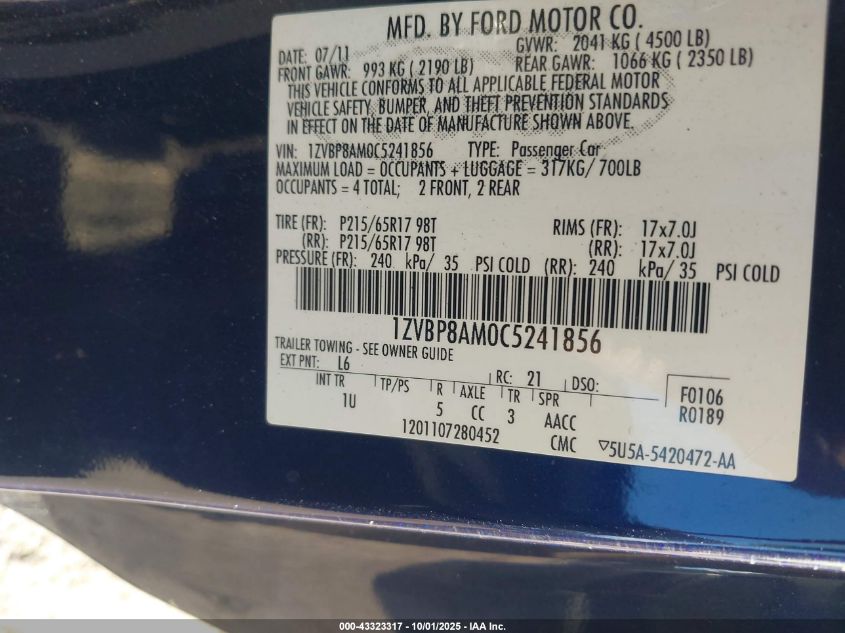 MFD. BY FORD MOTOR CO.
DATE: 07/11 GVWR: 2041 KG ( 4500 LB)
FRONT GAWR: 993 KG ( 2190 LB) REAR GAWR: 1066 KG ( 2350 LB)
THIS VEHICLE CONFORMS TO ALL APPLICABLE FEDERAL MOTOR
VEHICLE SAFETY, BUMPER, AND THEFT PREVENTION STANDARDS
IN EFFECT ON THE DATE OF MANUFACTURE SHOWN ABOVE.
VIN: 1ZVBP8AM0C5241856 TYPE: Passenger Car
MAXIMUM LOAD = OCCUPANTS + LUGGAGE = 317KG/ 700LB
OCCUPANTS = 4 TOTAL; 2 FRONT, 2 REAR
TIRE (FR): P215/65R17 98T RIMS (FR): 17x7.0J
(RR): P215/65R17 98T (RR): 17x7.0J
PRESSURE (FR): 240 kPa/ 35 PSI COLD (RR): 240 kPa/ 35 PSI COLD
1ZVBP8AM0C5241856
TRAILER TOWING - SEE OWNER GUIDE
EXT PNT: L6 RC: 21 DSO:
INT TR TP/PS R AXLE TR SPR F0106
1U 5 CC 3 AACC R0189
1201107280452 CMC ▽5U5A-5420472-AA
000-43323317 • 10/01/2025 • IAA Inc.